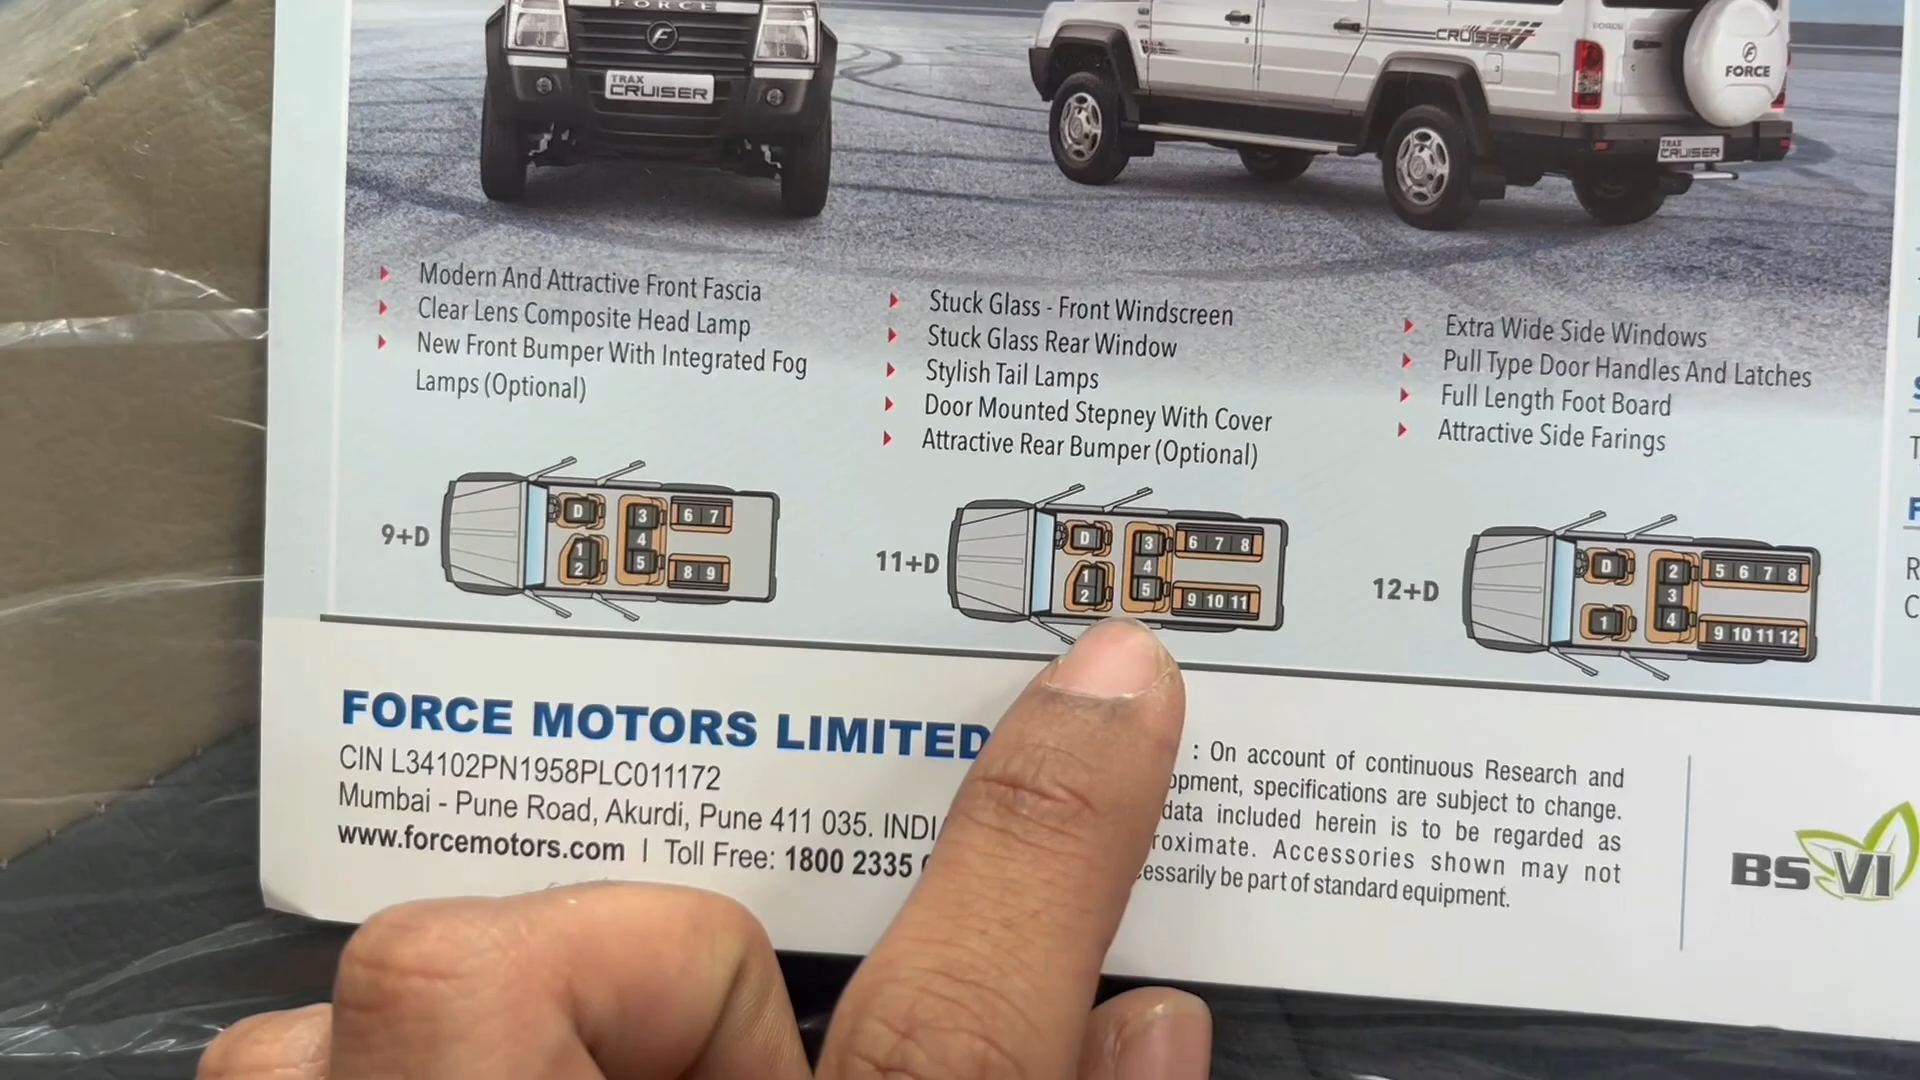 FORCE
TRAX
CRUISER
CRUISER
FORCE
FORCE
TRAX
CRUISER
Modern And Attractive Front Fascia
Clear Lens Composite Head Lamp
New Front Bumper With Integrated Fog
Lamps (Optional)
Stuck Glass - Front Windscreen
Stuck Glass Rear Window
Stylish Tail Lamps
Door Mounted Stepney With Cover
Attractive Rear Bumper (Optional)
Extra Wide Side Windows
Pull Type Door Handles And Latches
Full Length Foot Board
Attractive Side Farings
9+D
D 3 6 7
1 4
2 5 8 9
11+D
D 3 6 7 8
1 4
2 5 9 10 11
12+D
D 2 5 6 7 8
3
1 4 9 10 11 12
FORCE MOTORS LIMITED
CIN L34102PN1958PLC011172
Mumbai - Pune Road, Akurdi, Pune 411 035. INDI
www.forcemotors.com | Toll Free: 1800 2335
: On account of continuous Research and
opment, specifications are subject to change.
data included herein is to be regarded as
roximate. Accessories shown may not
essarily be part of standard equipment.
BS VI